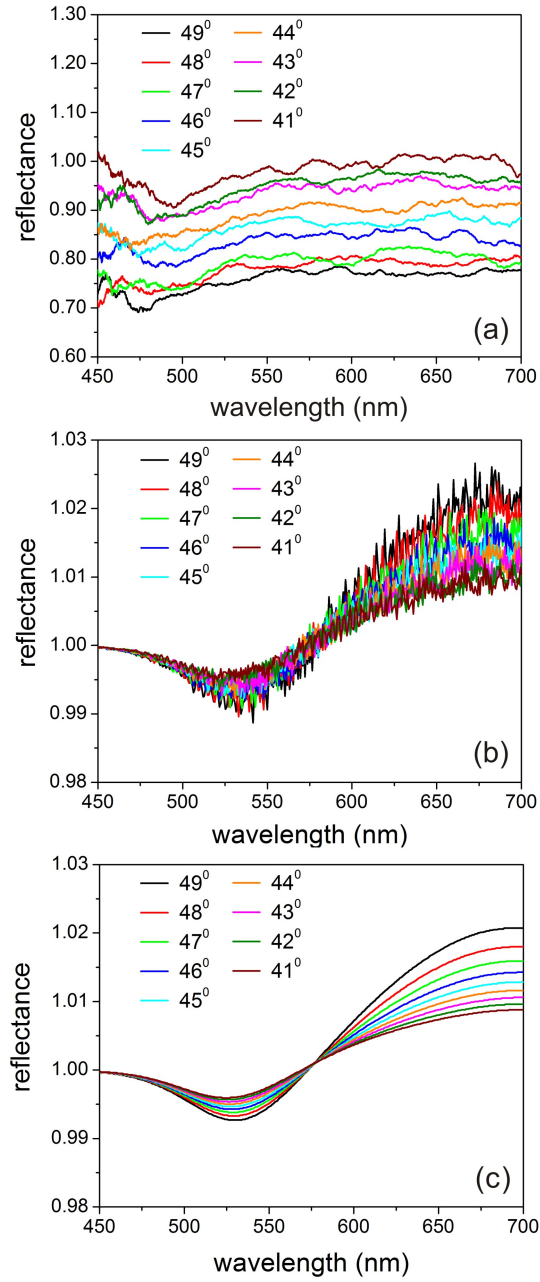 1.30
1.20
1.10
1.00
0.90
0.80
0.70
0.60
reflectance
49⁰ 44⁰
48⁰ 43⁰
47⁰ 42⁰
46⁰ 41⁰
45⁰
(a)
450 500 550 600 650 700
wavelength (nm)
1.03
1.02
1.01
1.00
0.99
0.98
reflectance
49⁰ 44⁰
48⁰ 43⁰
47⁰ 42⁰
46⁰ 41⁰
45⁰
(b)
450 500 550 600 650 700
wavelength (nm)
1.03
1.02
1.01
1.00
0.99
0.98
reflectance
49⁰ 44⁰
48⁰ 43⁰
47⁰ 42⁰
46⁰ 41⁰
45⁰
(c)
450 500 550 600 650 700
wavelength (nm)